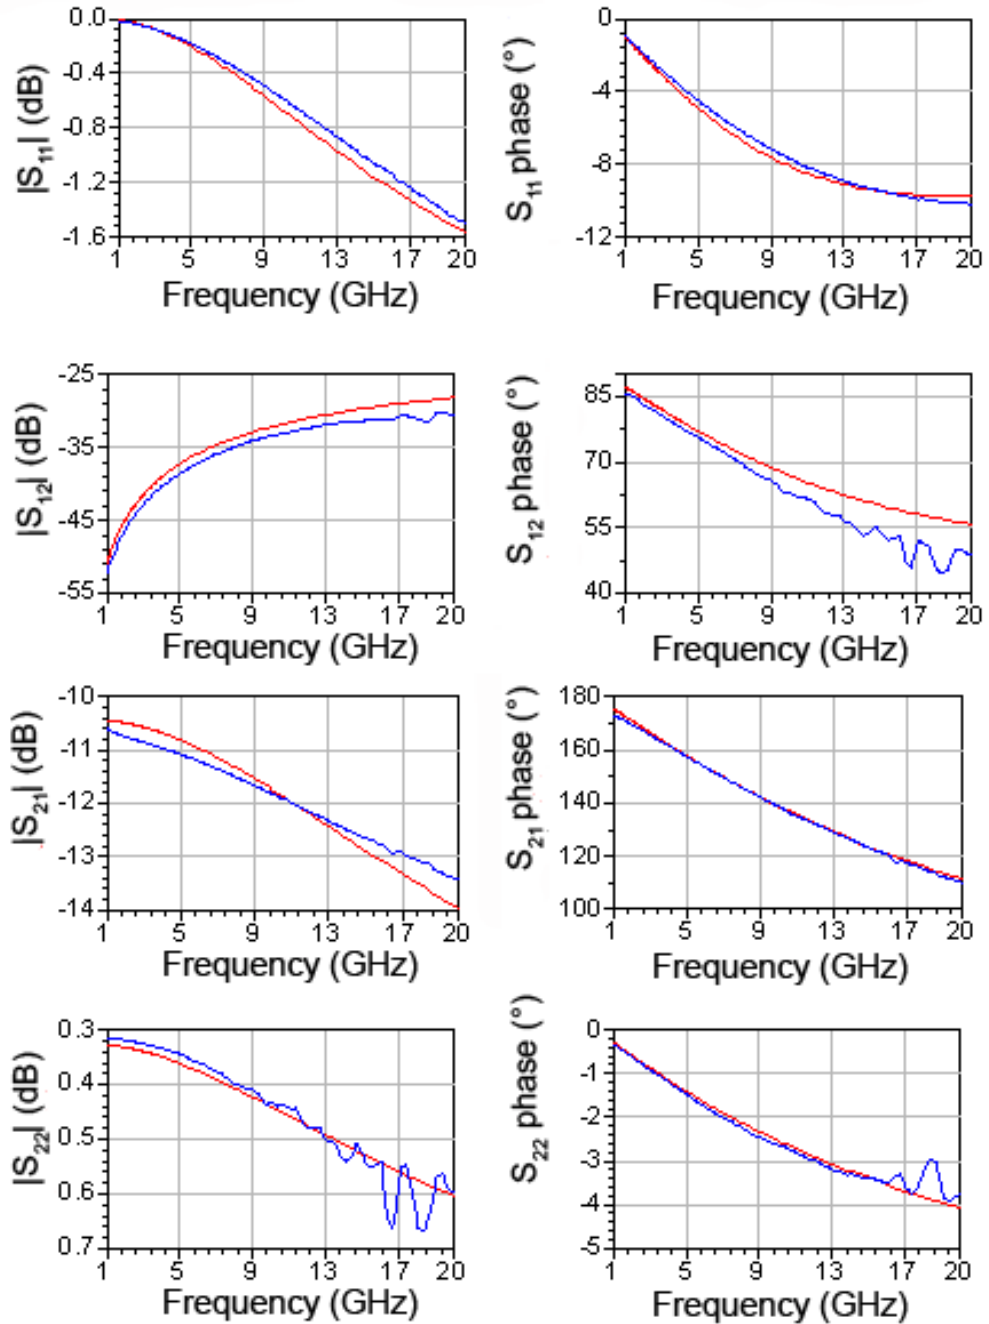 |S11| (dB)
0.0
-0.4
-0.8
-1.2
-1.6
1 5 9 13 17 20
Frequency (GHz)
S11 phase (°)
0
-4
-8
-12
1 5 9 13 17 20
Frequency (GHz)
|S12| (dB)
-25
-35
-45
-55
1 5 9 13 17 20
Frequency (GHz)
S12 phase (°)
85
70
55
40
1 5 9 13 17 20
Frequency (GHz)
|S21| (dB)
-10
-11
-12
-13
-14
1 5 9 13 17 20
Frequency (GHz)
S21 phase (°)
180
160
140
120
100
1 5 9 13 17 20
Frequency (GHz)
|S22| (dB)
0.3
0.4
0.5
0.6
0.7
1 5 9 13 17 20
Frequency (GHz)
S22 phase (°)
0
-1
-2
-3
-4
-5
1 5 9 13 17 20
Frequency (GHz)